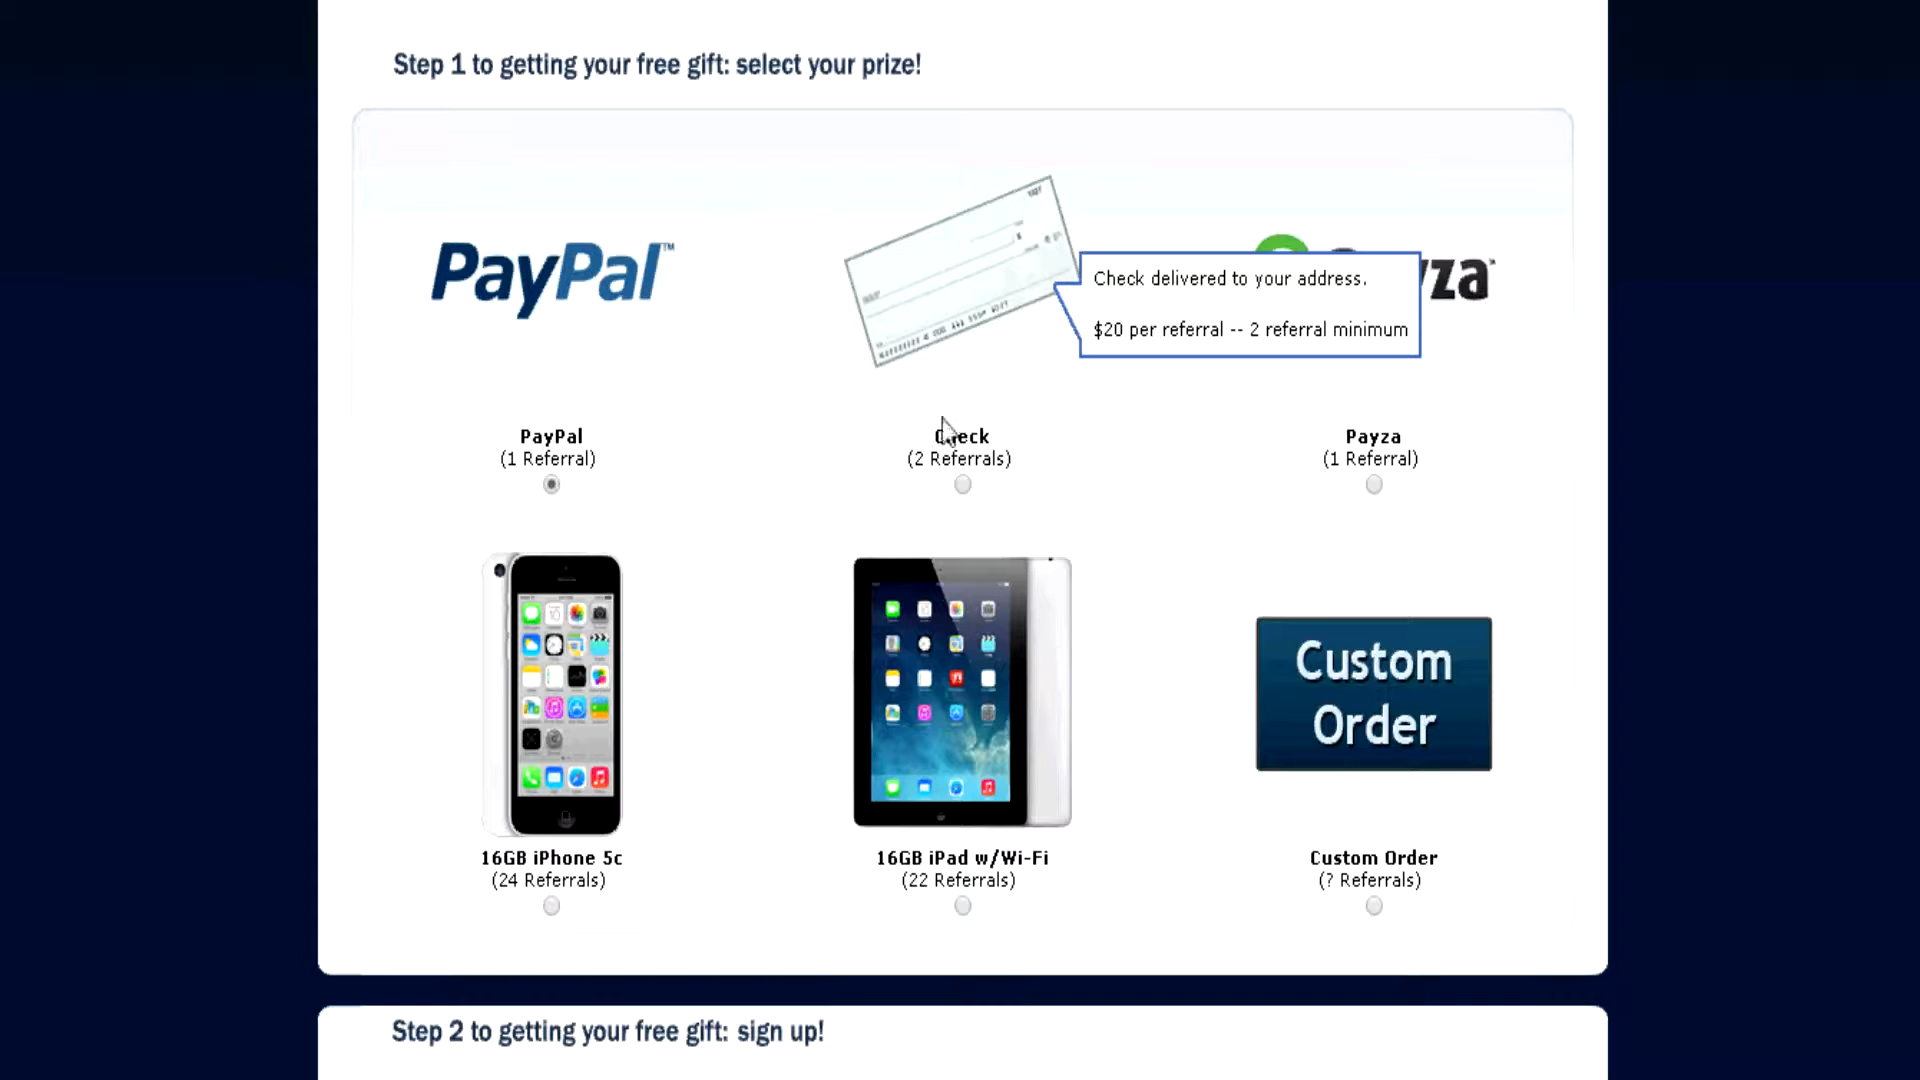 Step 1 to getting your free gift: select your prize!
PayPal™
Check delivered to your address.
$20 per referral -- 2 referral minimum
za
PayPal
(1 Referral)
Check
(2 Referrals)
Payza
(1 Referral)
16GB iPhone 5c
(24 Referrals)
16GB iPad w/Wi-Fi
(22 Referrals)
Custom
Order
Custom Order
(? Referrals)
Step 2 to getting your free gift: sign up!